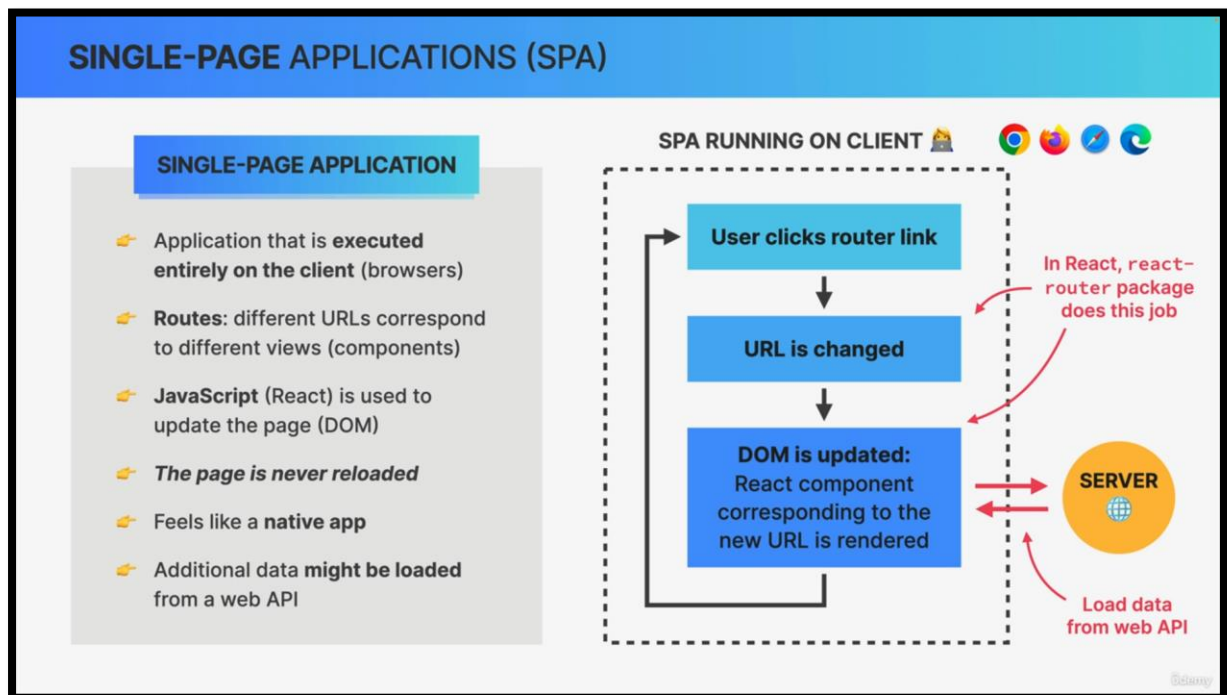 SINGLE-PAGE APPLICATIONS (SPA)
SINGLE-PAGE APPLICATION
Application that is executed
entirely on the client (browsers)
Routes: different URLs correspond
to different views (components)
JavaScript (React) is used to
update the page (DOM)
The page is never reloaded
Feels like a native app
Additional data might be loaded
from a web API
SPA RUNNING ON CLIENT
User clicks router link
URL is changed
DOM is updated:
React component
corresponding to the
new URL is rendered
In React, react-
router package
does this job
SERVER
Load data
from web API
Udemy